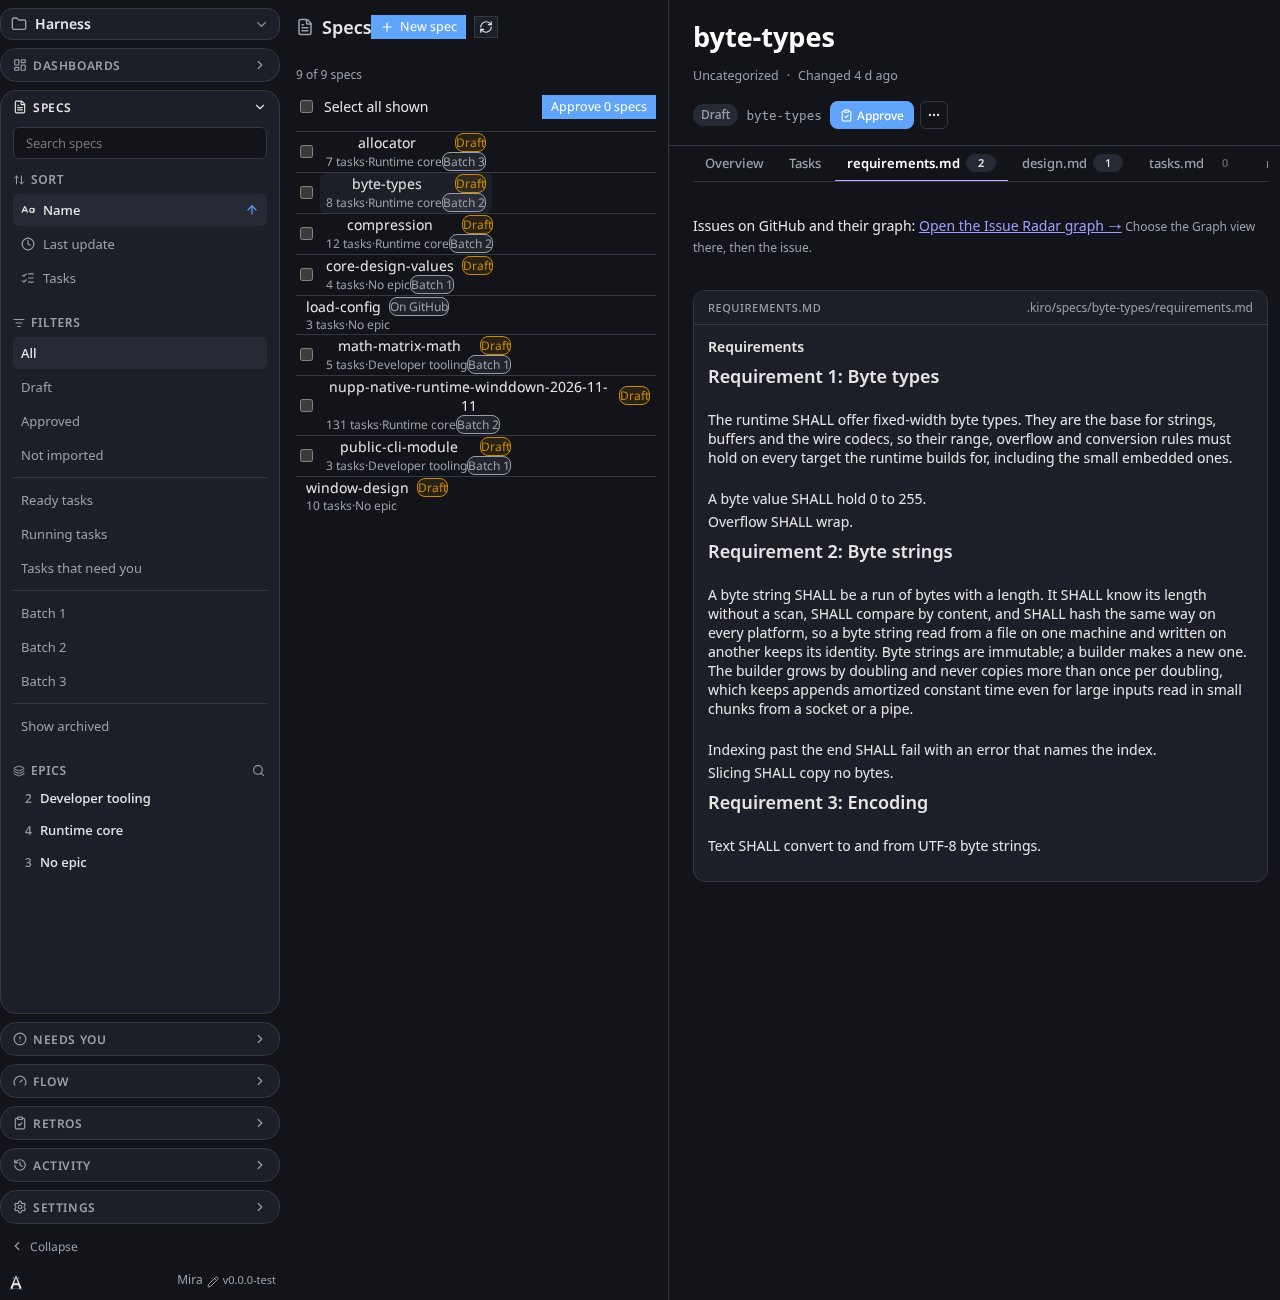 Harness
DASHBOARDS
SPECS
Search specs
SORT
Aa Name
Last update
Tasks
FILTERS
All
Draft
Approved
Not imported
Ready tasks
Running tasks
Tasks that need you
Batch 1
Batch 2
Batch 3
Show archived
EPICS
2 Developer tooling
4 Runtime core
3 No epic
NEEDS YOU
FLOW
RETROS
ACTIVITY
SETTINGS
Collapse
A
Mira v0.0.0-test
Specs
+ New spec
9 of 9 specs
Select all shown
Approve 0 specs
allocator Draft
7 tasks·Runtime core Batch 3
byte-types Draft
8 tasks·Runtime core Batch 2
compression Draft
12 tasks·Runtime core Batch 2
core-design-values Draft
4 tasks·No epic Batch 1
load-config On GitHub
3 tasks·No epic
math-matrix-math Draft
5 tasks·Developer tooling Batch 1
nupp-native-runtime-winddown-2026-11-
11 Draft
131 tasks·Runtime core Batch 2
public-cli-module Draft
3 tasks·Developer tooling Batch 1
window-design Draft
10 tasks·No epic
byte-types
Uncategorized · Changed 4 d ago
Draft byte-types Approve ···
Overview Tasks requirements.md 2 design.md 1 tasks.md 0
Issues on GitHub and their graph: Open the Issue Radar graph → Choose the Graph view
there, then the issue.
REQUIREMENTS.MD .kiro/specs/byte-types/requirements.md
Requirements
Requirement 1: Byte types
The runtime SHALL offer fixed-width byte types. They are the base for strings,
buffers and the wire codecs, so their range, overflow and conversion rules must
hold on every target the runtime builds for, including the small embedded ones.
A byte value SHALL hold 0 to 255.
Overflow SHALL wrap.
Requirement 2: Byte strings
A byte string SHALL be a run of bytes with a length. It SHALL know its length
without a scan, SHALL compare by content, and SHALL hash the same way on
every platform, so a byte string read from a file on one machine and written on
another keeps its identity. Byte strings are immutable; a builder makes a new one.
The builder grows by doubling and never copies more than once per doubling,
which keeps appends amortized constant time even for large inputs read in small
chunks from a socket or a pipe.
Indexing past the end SHALL fail with an error that names the index.
Slicing SHALL copy no bytes.
Requirement 3: Encoding
Text SHALL convert to and from UTF-8 byte strings.